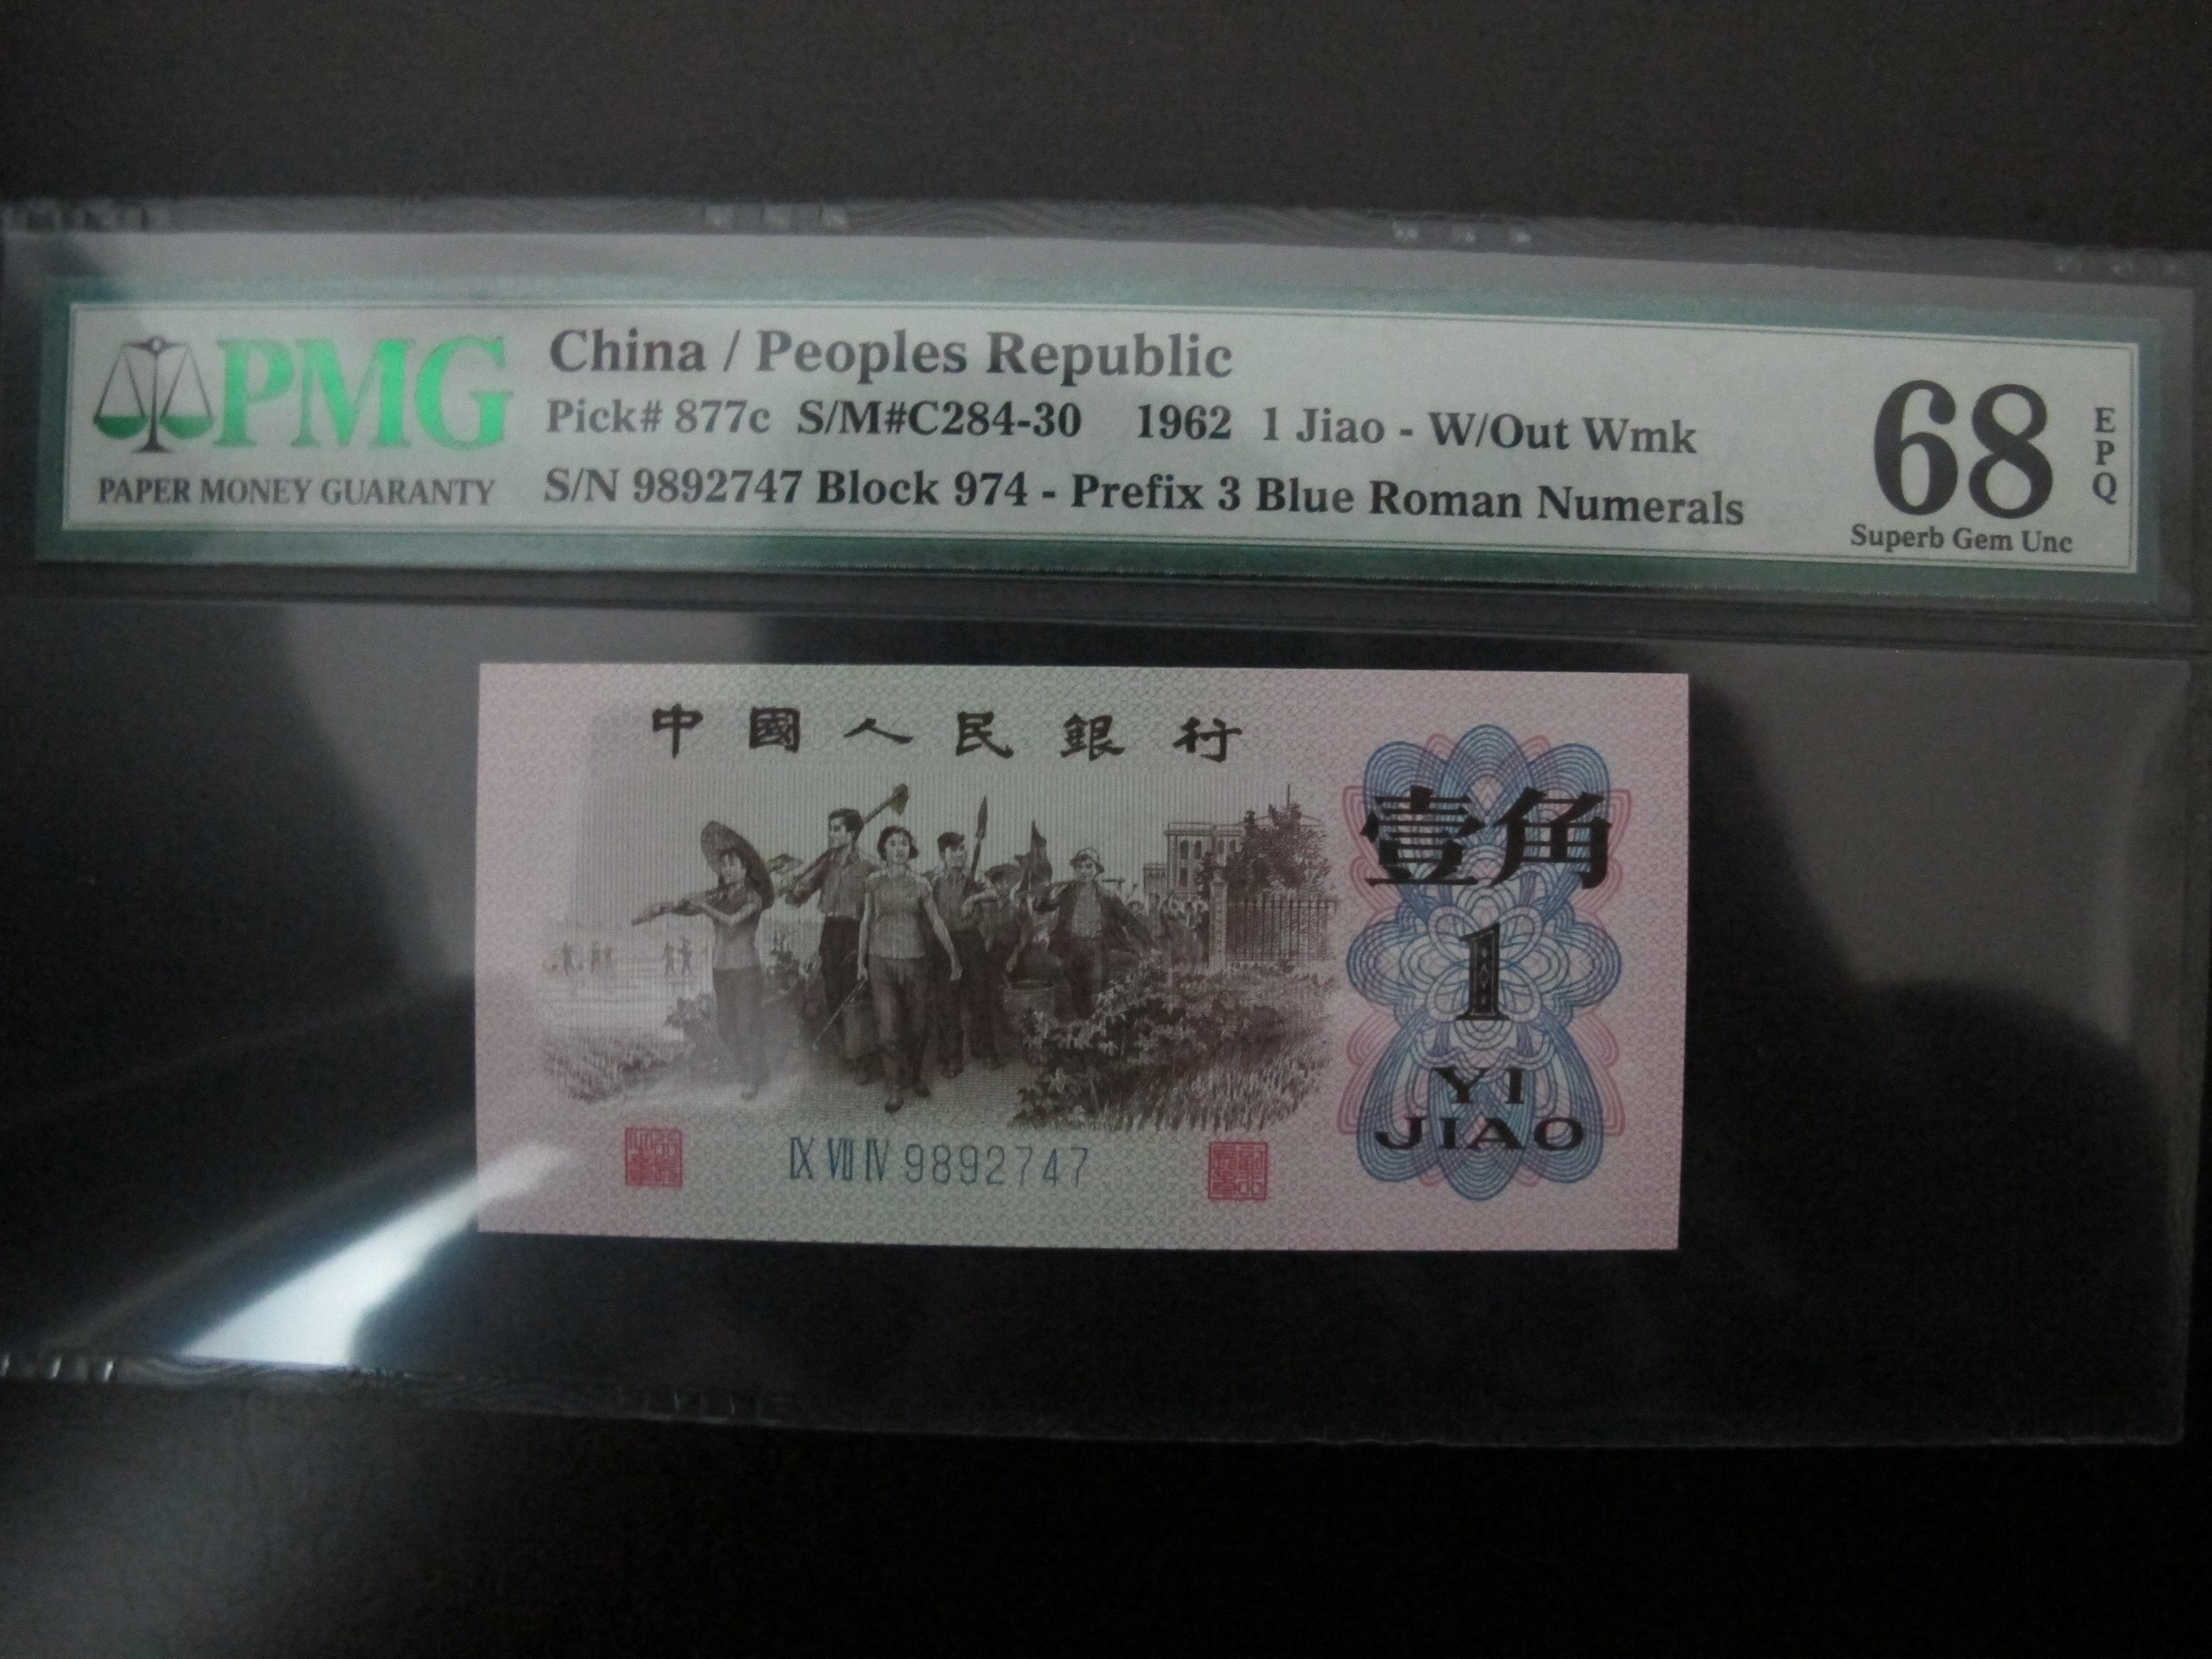 PMG
PAPER MONEY GUARANTY
China / Peoples Republic
Pick# 877c S/M#C284-30 1962 1 Jiao - W/Out Wmk
S/N 9892747 Block 974 - Prefix 3 Blue Roman Numerals
68
EPQ
Superb Gem Unc
中國人民銀行
壹角
1
YI
JIAO
IX VII IV 9892747